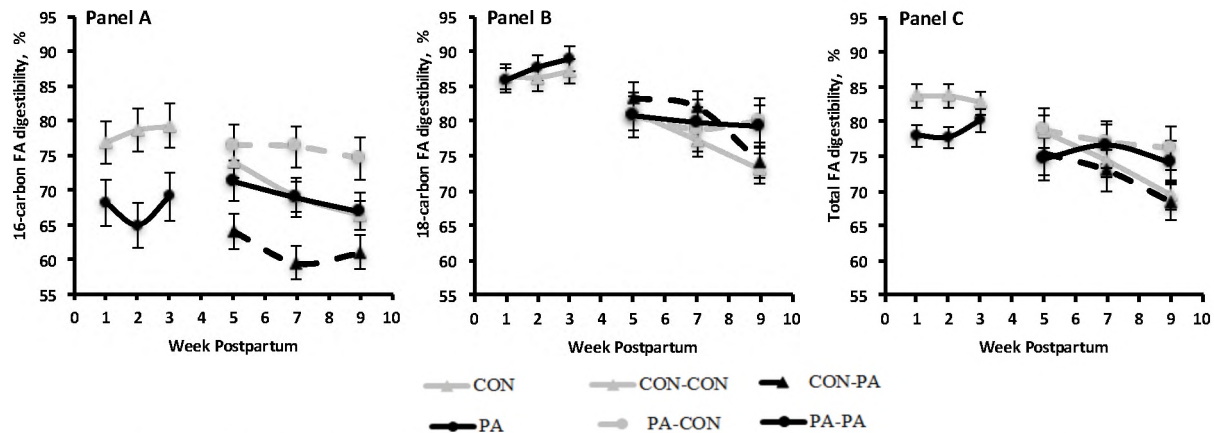 Panel A
16-carbon FA digestibility, %
95
90
85
80
75
70
65
60
55
0 1 2 3 4 5 6 7 8 9 10
Week Postpartum
Panel B
18-carbon FA digestibility, %
95
90
85
80
75
70
65
60
55
0 1 2 3 4 5 6 7 8 9 10
Week Postpartum
Panel C
Total FA digestibility, %
95
90
85
80
75
70
65
60
55
0 1 2 3 4 5 6 7 8 9 10
Week Postpartum
CON CON-CON CON-PA
PA PA-CON PA-PA